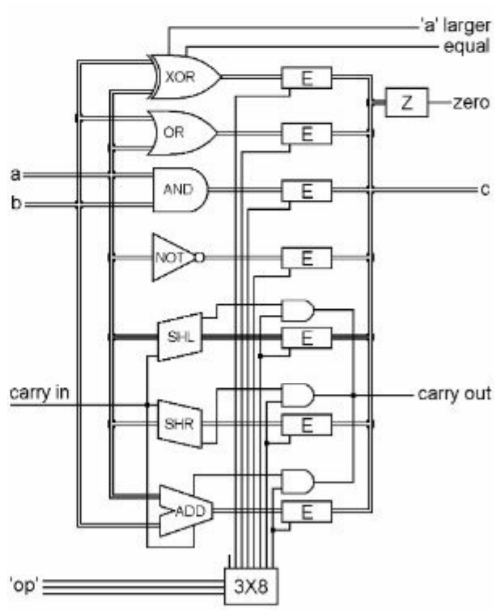 'a' larger
equal
XOR
E
Z
zero
OR
E
a
AND
E
c
b
NOT
E
SHL
E
carry in
carry out
SHR
E
ADD
E
'op'
3X8